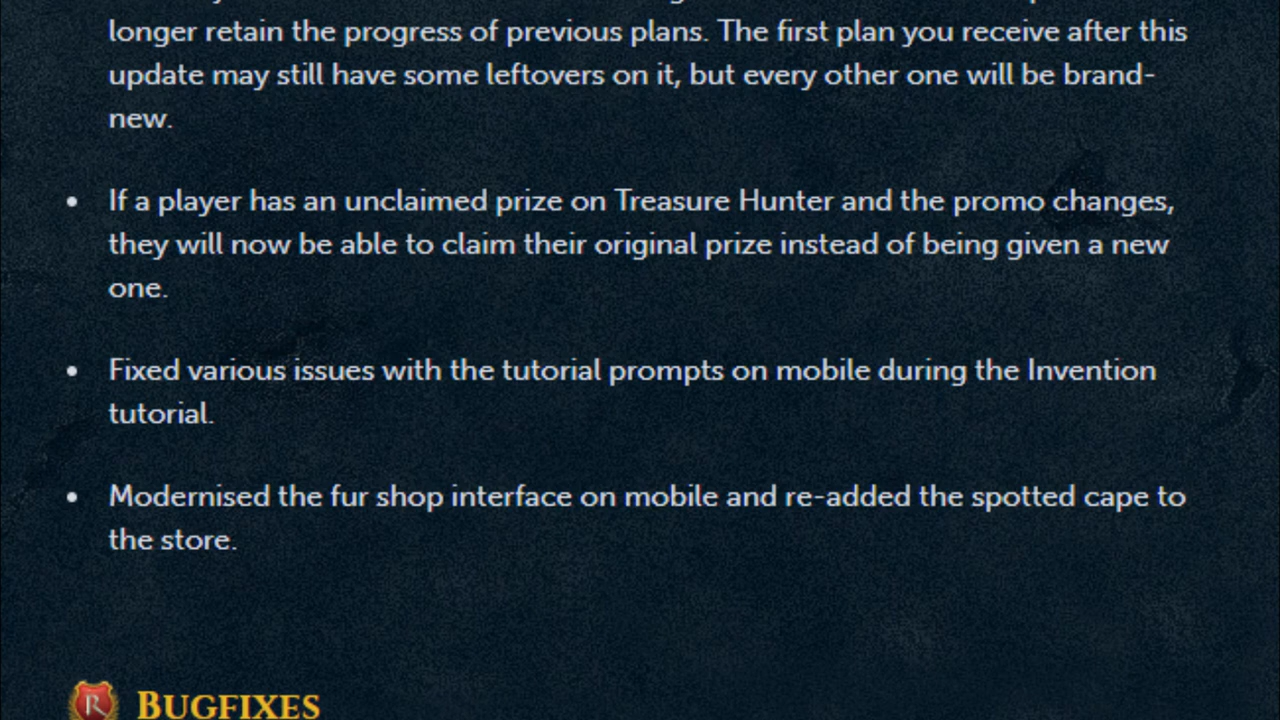 longer retain the progress of previous plans. The first plan you receive after this
update may still have some leftovers on it, but every other one will be brand-
new.
• If a player has an unclaimed prize on Treasure Hunter and the promo changes,
they will now be able to claim their original prize instead of being given a new
one.
• Fixed various issues with the tutorial prompts on mobile during the Invention
tutorial.
• Modernised the fur shop interface on mobile and re-added the spotted cape to
the store.
R BUGFIXES